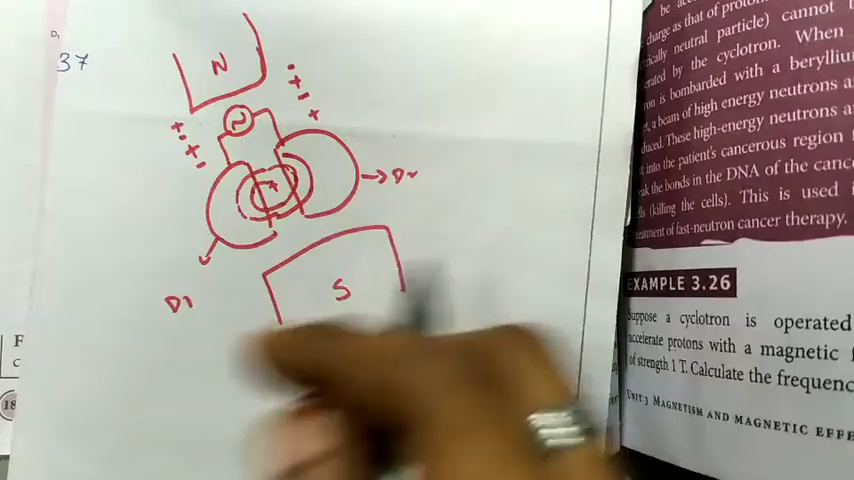 37
N
D1
D2
S
be acc
charge as that of proto
rically neutral particle) cannot b
erated by the cyclotron. When
ron is bombarded with a berylliu
t, a beam of high energy neutrons a
duced. These high-energy neutrons a
t into the patient's cancerous region
ak the bonds in the DNA of the canc
lls (killing the cells). This is used i
eatment of fast-neutron cancer therapy.
EXAMPLE 3.26
Suppose a cyclotron is operated
accelerate protons with a magnetic f
of strength 1 T. Calculate the frequenc
UNIT 3 MAGNETISM AND MAGNETIC EFFE
F
c
18